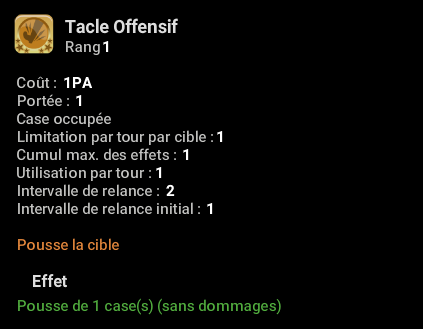 Tacle Offensif
Rang 1
Coût : 1PA
Portée : 1
Case occupée
Limitation par tour par cible : 1
Cumul max. des effets : 1
Utilisation par tour : 1
Intervalle de relance : 2
Intervalle de relance initial : 1
Pousse la cible
Effet
Pousse de 1 case(s) (sans dommages)